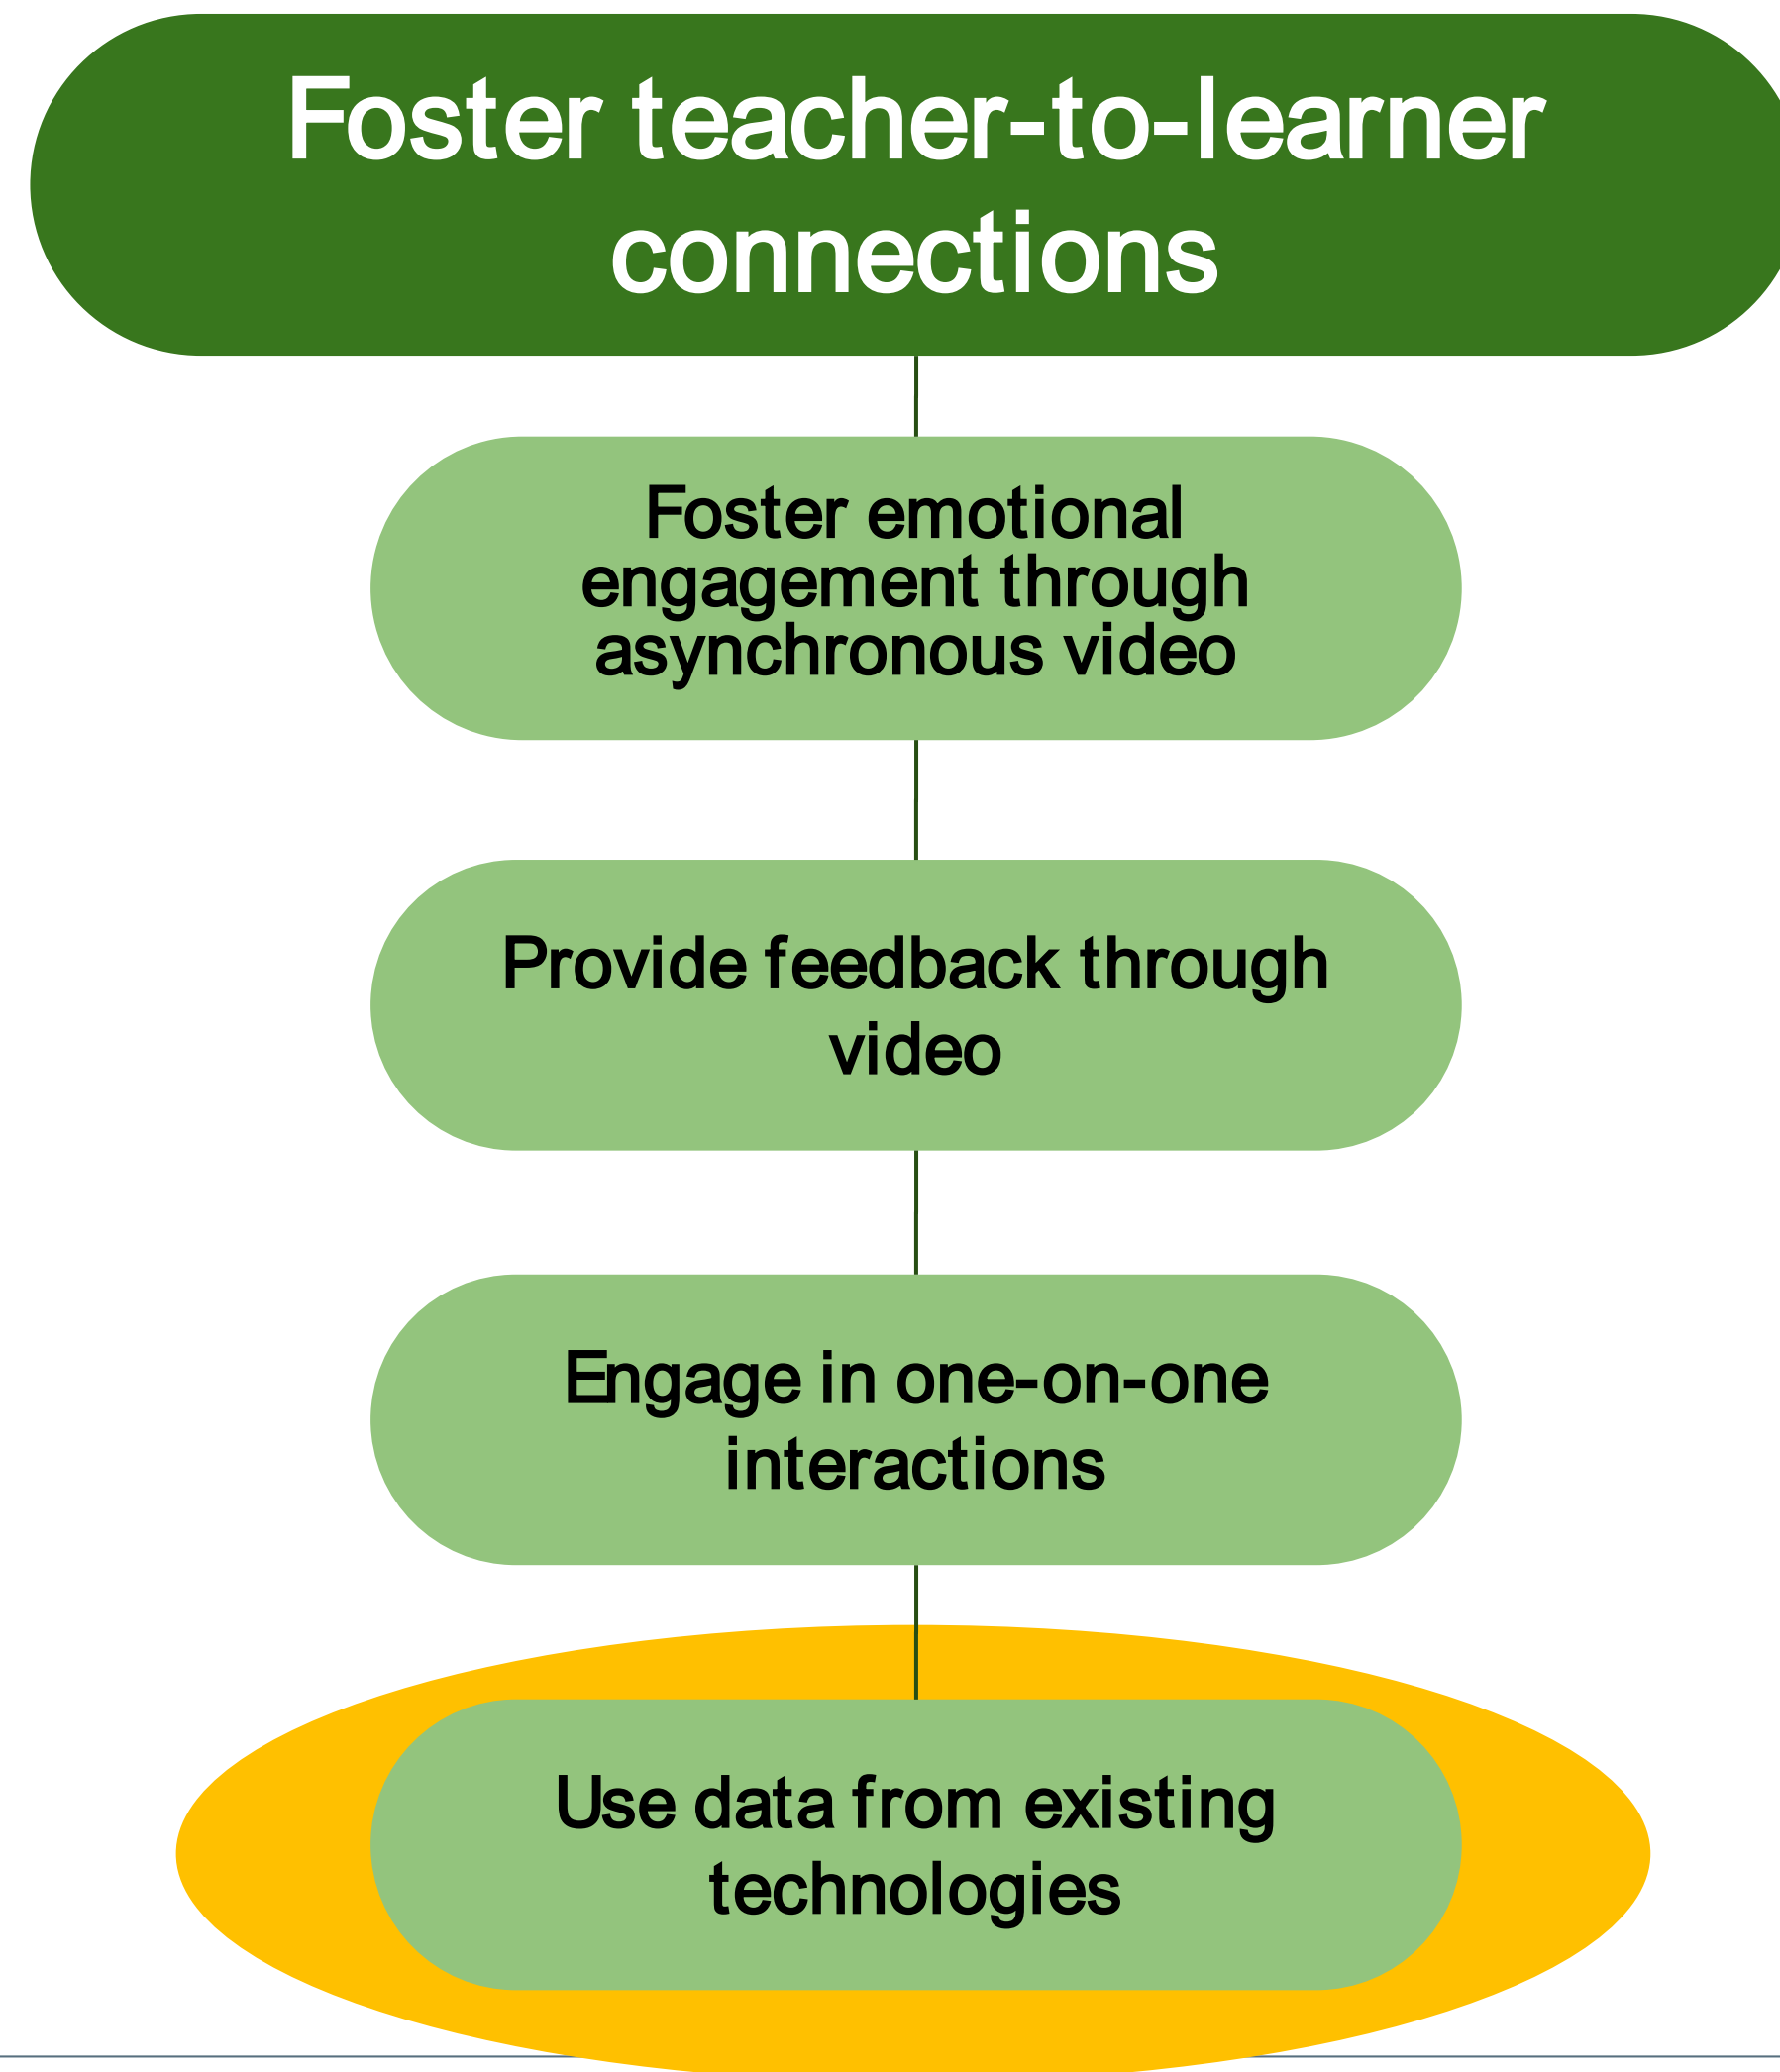 Foster teacher-to-learner
connections
Foster emotional
engagement through
asynchronous video
Provide feedback through
video
Engage in one-on-one
interactions
Use data from existing
technologies